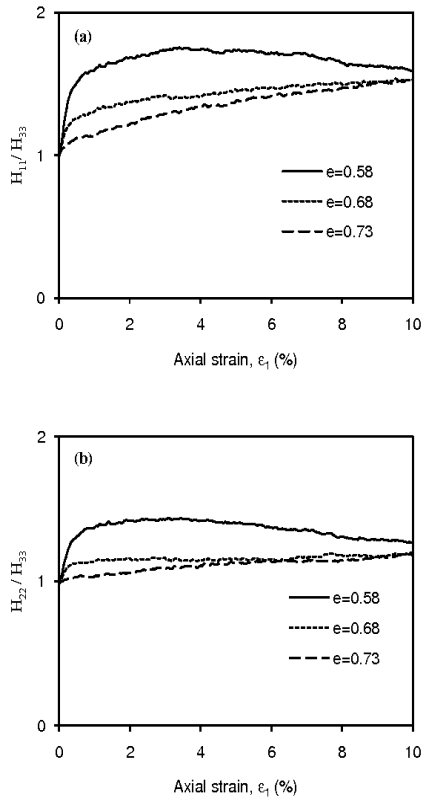 2
(a)
H11/ H33
1
e=0.58
e=0.68
e=0.73
0
0 2 4 6 8 10
Axial strain, ε1 (%)
2
(b)
H22 / H33
1
e=0.58
e=0.68
e=0.73
0
0 2 4 6 8 10
Axial strain, ε1 (%)